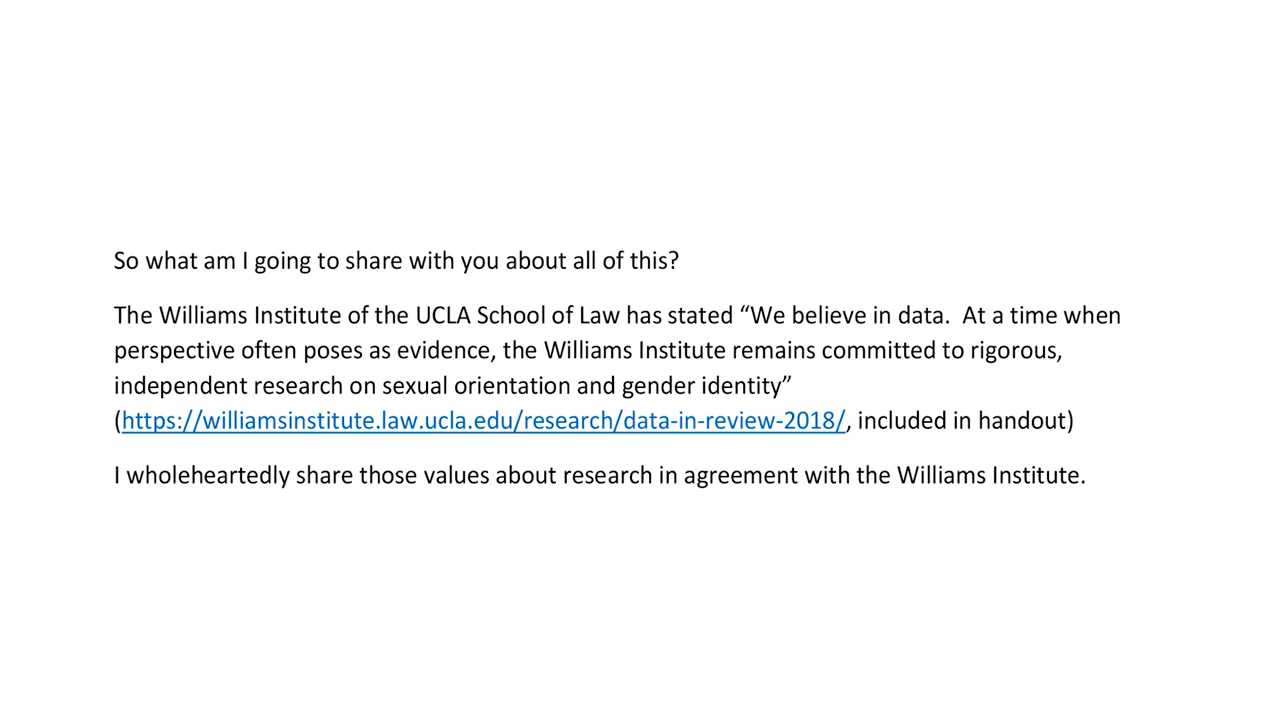 So what am I going to share with you about all of this?
The Williams Institute of the UCLA School of Law has stated “We believe in data.  At a time when
perspective often poses as evidence, the Williams Institute remains committed to rigorous,
independent research on sexual orientation and gender identity”
(https://williamsinstitute.law.ucla.edu/research/data-in-review-2018/, included in handout)
I wholeheartedly share those values about research in agreement with the Williams Institute.